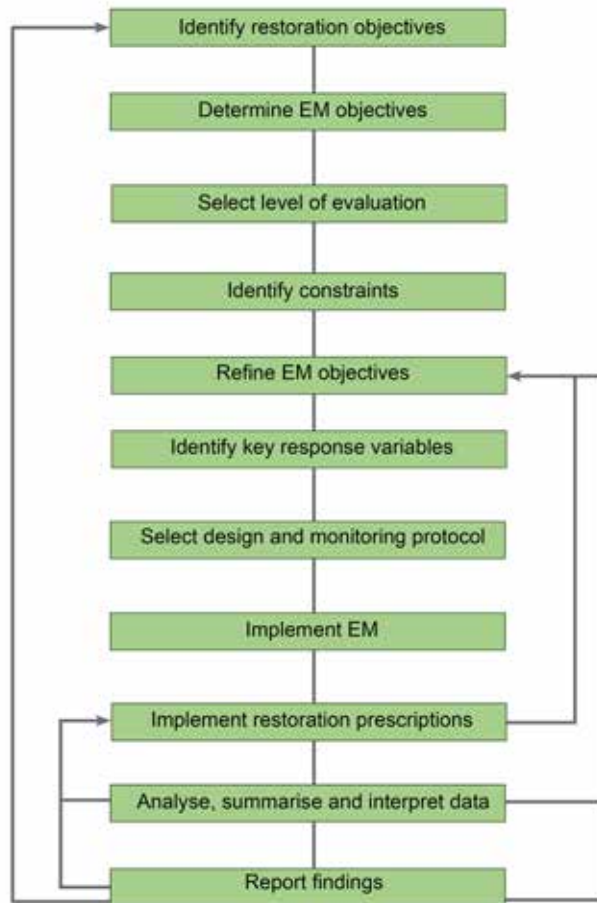 Identify restoration objectives
Determine EM objectives
Select level of evaluation
Identify constraints
Refine EM objectives
Identify key response variables
Select design and monitoring protocol
Implement EM
Implement restoration prescriptions
Analyse, summarise and interpret data
Report findings